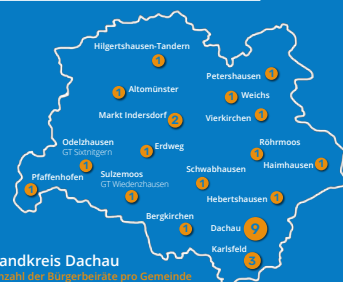 Hilgertshausen-Tandern
1
Petershausen 1
1 Altomünster
1 Weichs
Markt Indersdorf 2
Vierkirchen 1
Odelzhausen
GT Sixtnitgern
1
1 Erdweg
Röhrmoos
1
Haimhausen 1
Pfaffenhofen
1
Sulzemoos
GT Wiedenzhausen
1
Schwabhausen
1
Hebertshausen 1
Bergkirchen
1
Dachau 9
Karlsfeld
3
andkreis Dachau
nzahl der Bürgerbeiräte pro Gemeinde